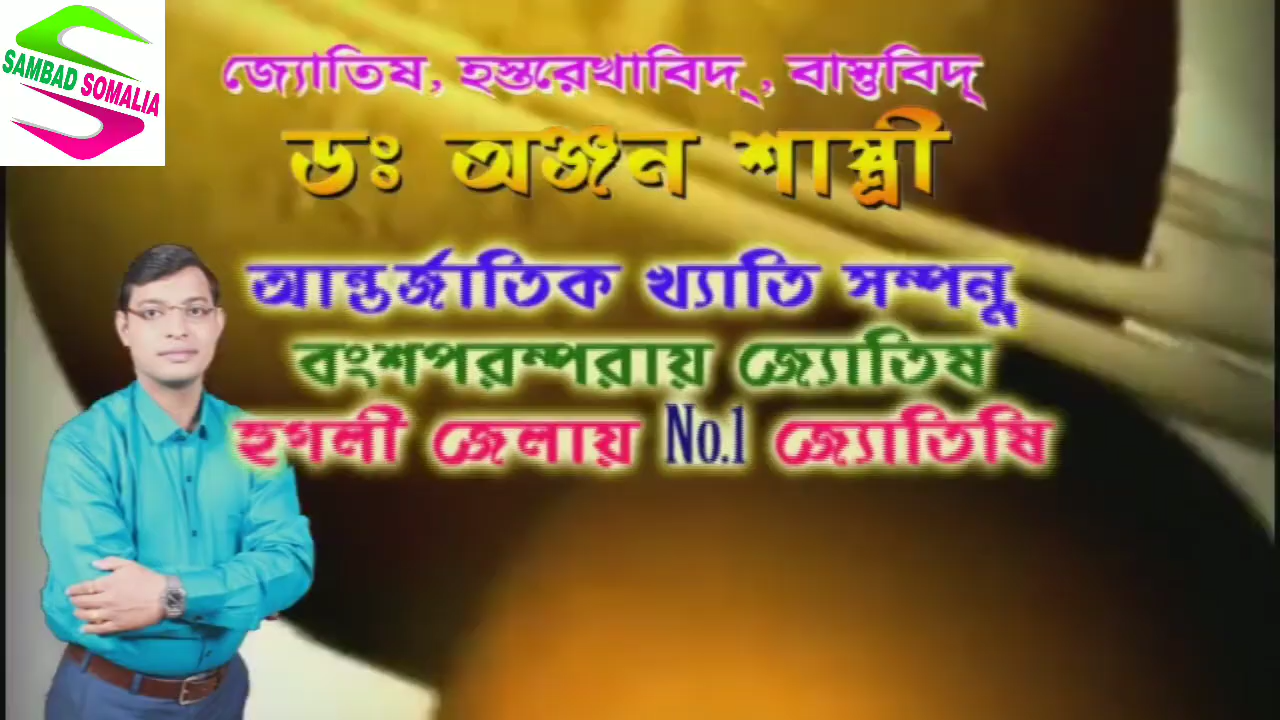 SAMBAD SOMALIA
জ্যোতিষ, হস্তরেখাবিদ্, বাস্তুবিদ্
ডঃ অঞ্জন শাস্ত্রী
আন্তর্জাতিক খ্যাতি সম্পন্ন
বংশপরম্পরায় জ্যোতিষ
হুগলী জেলায় No.1 জ্যোতিষি